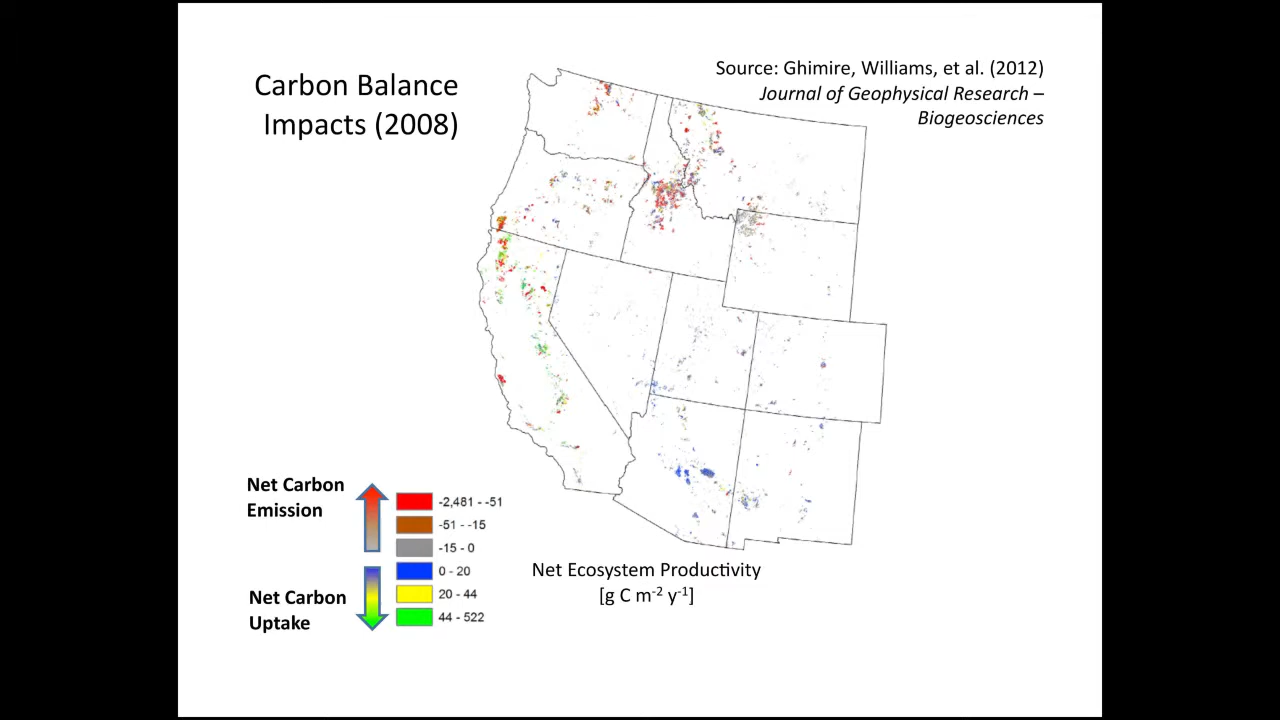 Carbon Balance
Impacts (2008)
Source: Ghimire, Williams, et al. (2012)
Journal of Geophysical Research –
Biogeosciences
Net Carbon
Emission
Net Carbon
Uptake
-2,481 - -51
-51 - -15
-15 - 0
0 - 20
20 - 44
44 - 522
Net Ecosystem Productivity
[g C m-2 y-1]